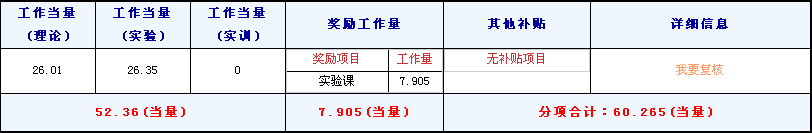 工作当量 工作当量 工作当量 奖励工作量 其他补贴 详细信息
(理论) (实验) (实训)
26.01 26.35 0 奖励项目 工作量 无补贴项目 我要复核
实验课 7.905
52.36(当量) 7.905(当量) 分项合计:60.265(当量)